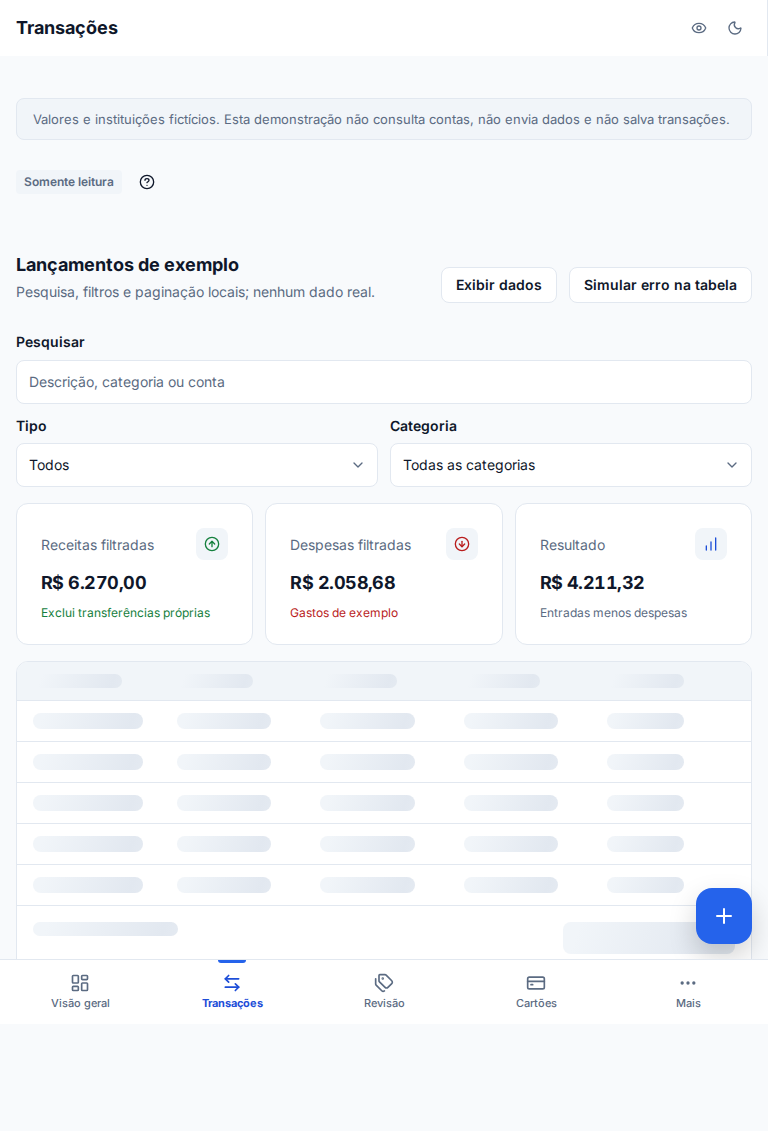 Transações
Valores e instituições fictícios. Esta demonstração não consulta contas, não envia dados e não salva transações.
Somente leitura
Lançamentos de exemplo
Pesquisa, filtros e paginação locais; nenhum dado real.
Exibir dados
Simular erro na tabela
Pesquisar
Descrição, categoria ou conta
Tipo
Categoria
Todos
Todas as categorias
Receitas filtradas
R$ 6.270,00
Exclui transferências próprias
Despesas filtradas
R$ 2.058,68
Gastos de exemplo
Resultado
R$ 4.211,32
Entradas menos despesas
Visão geral
Transações
Revisão
Cartões
Mais